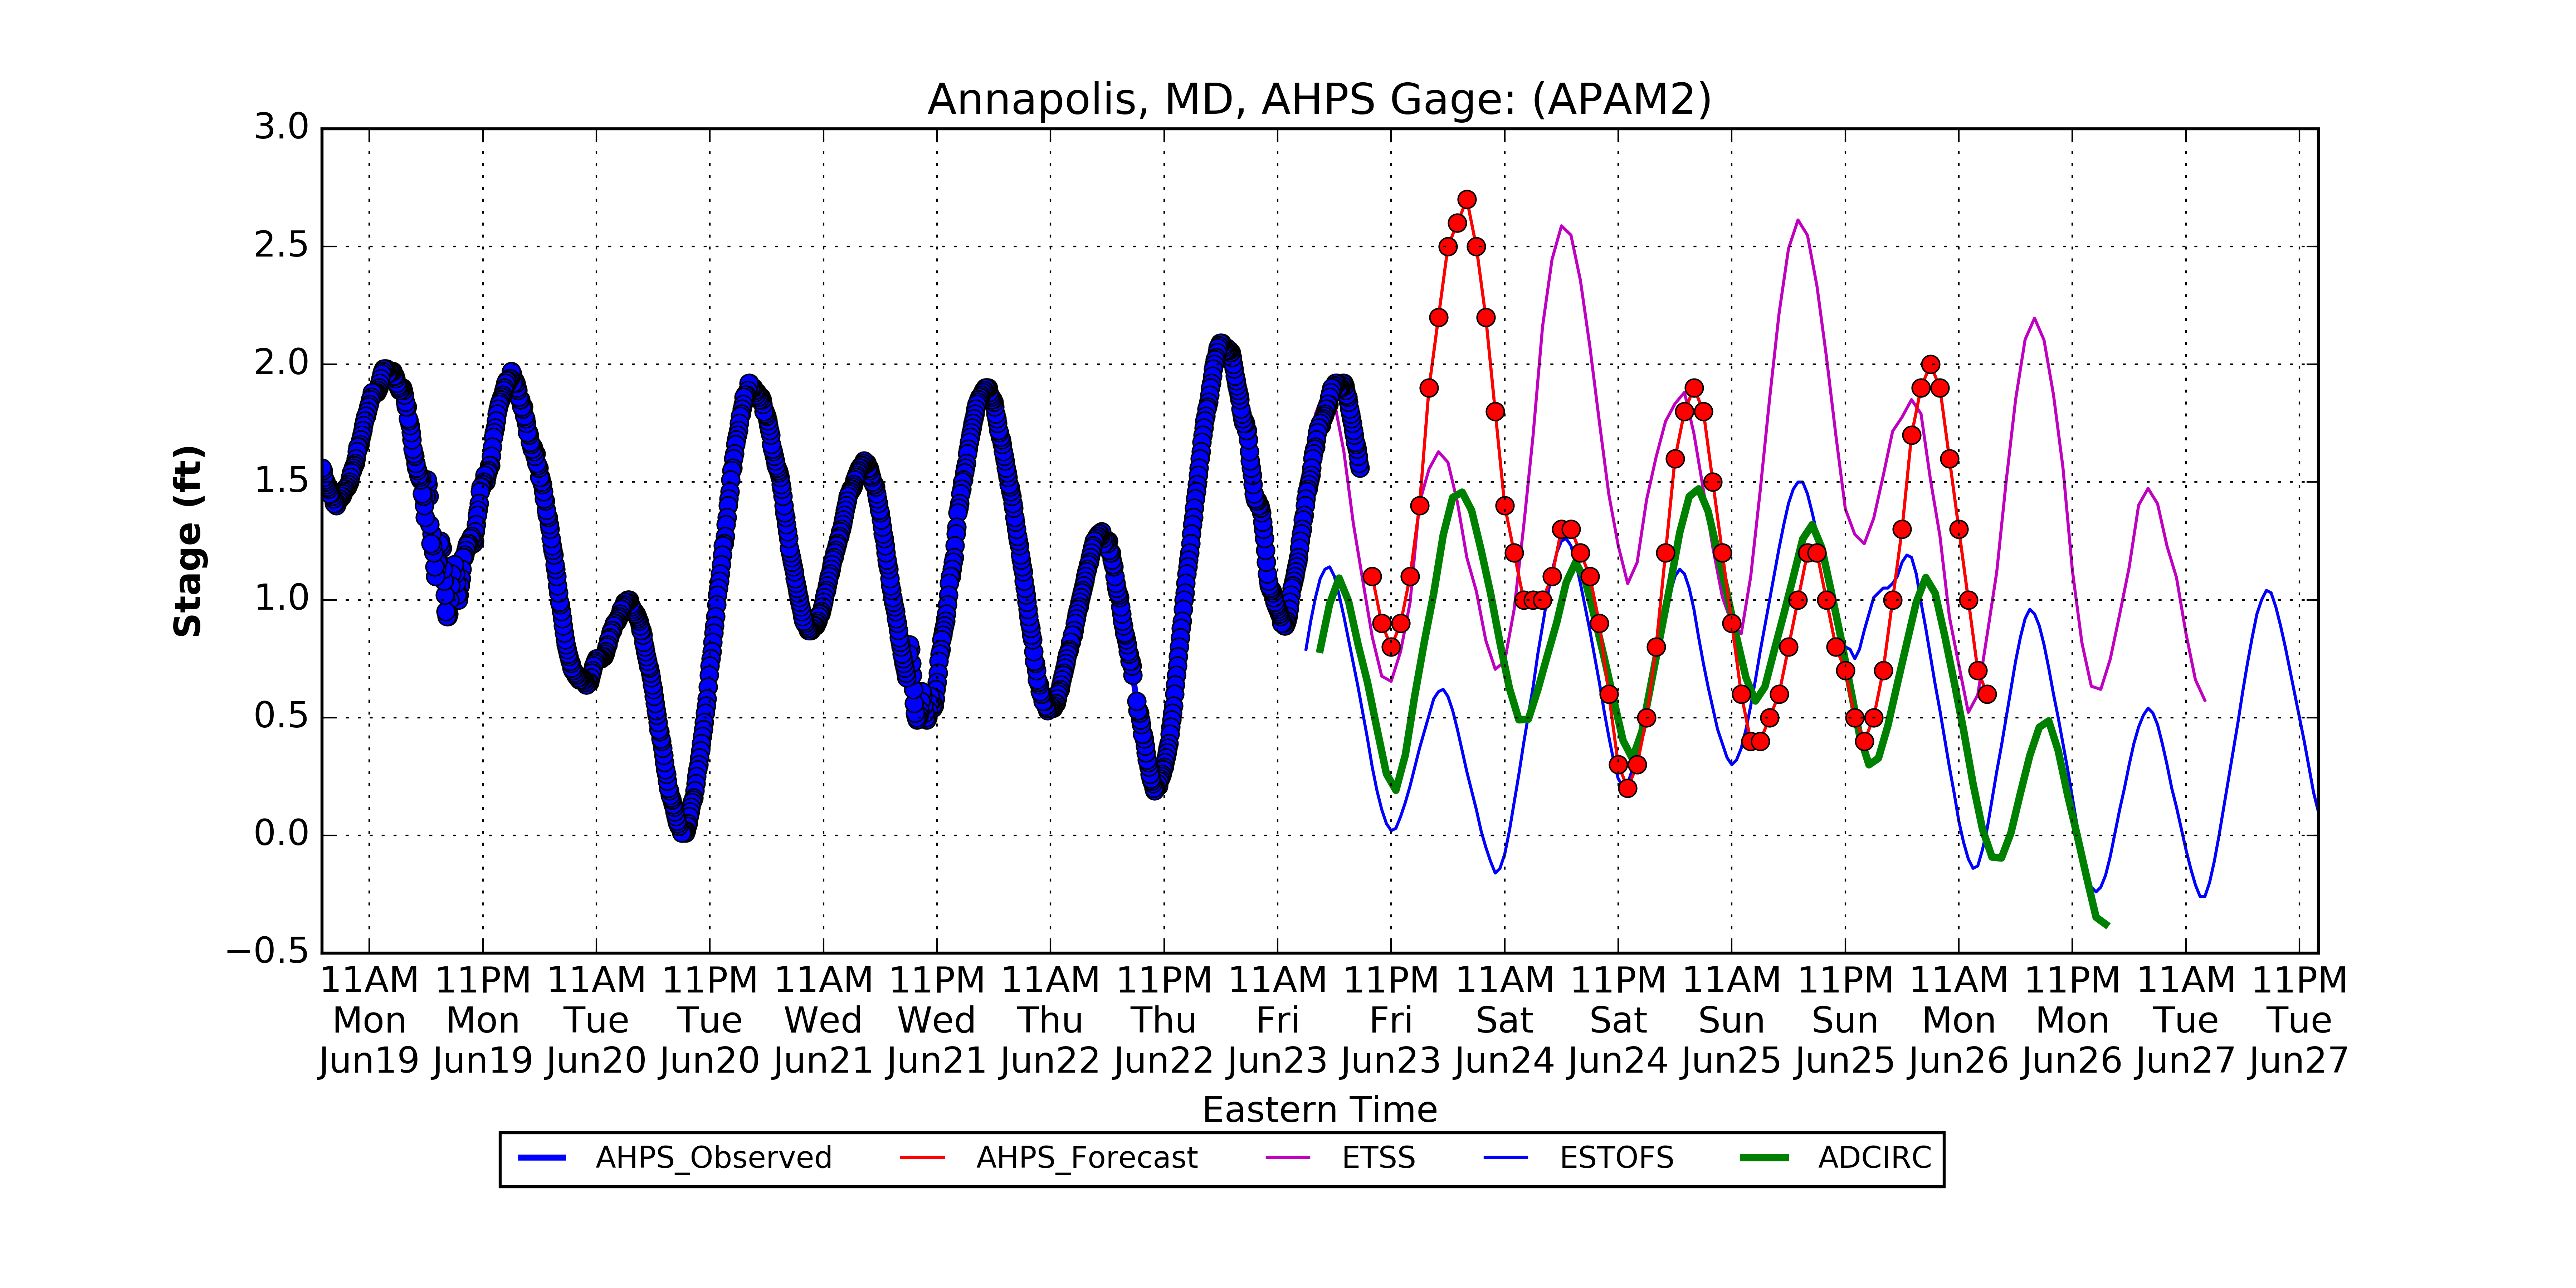 Annapolis, MD, AHPS Gage: (APAM2)
3.0
2.5
2.0
1.5
1.0
0.5
0.0
−0.5
Stage (ft)
11AM 11PM 11AM 11PM 11AM 11PM 11AM 11PM 11AM 11PM 11AM 11PM 11AM 11PM 11AM 11PM 11AM 11PM
Mon Mon Tue Tue Wed Wed Thu Thu Fri Fri Sat Sat Sun Sun Mon Mon Tue Tue
Jun19 Jun19 Jun20 Jun20 Jun21 Jun21 Jun22 Jun22 Jun23 Jun23 Jun24 Jun24 Jun25 Jun25 Jun26 Jun26 Jun27 Jun27
Eastern Time
AHPS_Observed AHPS_Forecast ETSS ESTOFS ADCIRC